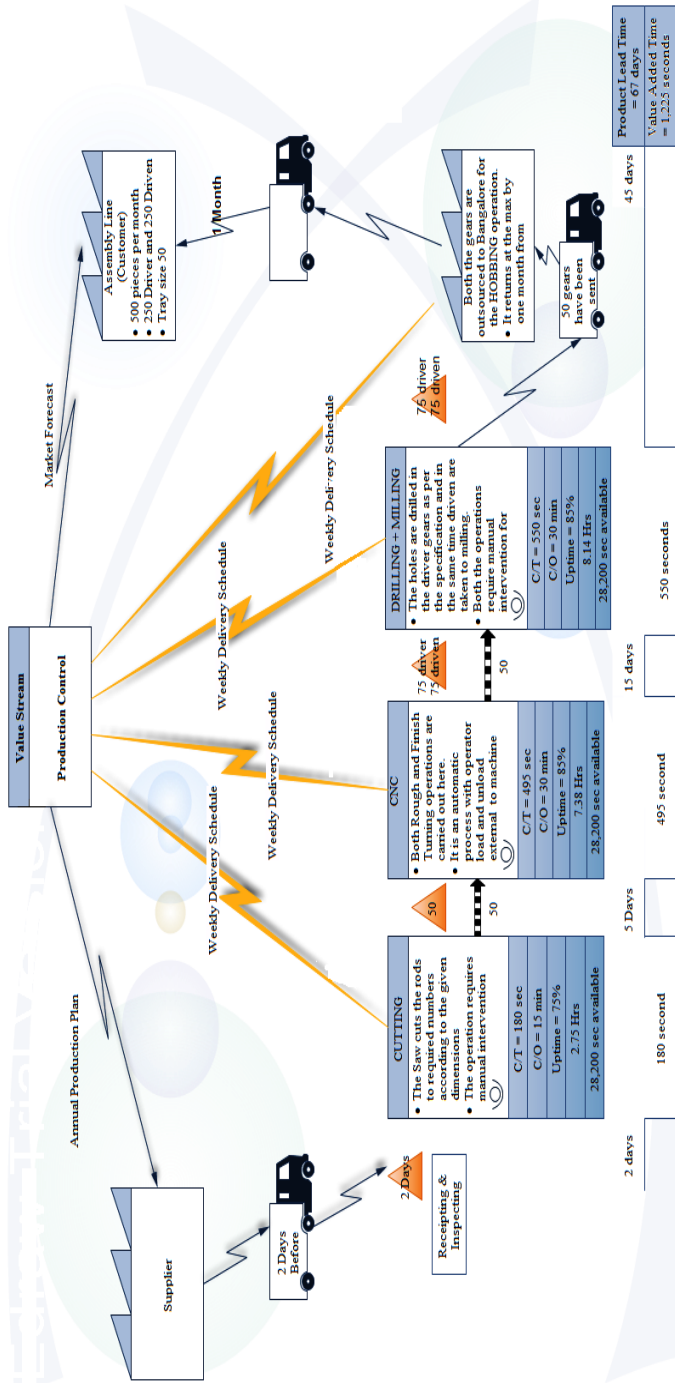 Value Stream
Production Control
Annual Production Plan
Market Forecast
Supplier
2 Days
Before
2 Days
Receipting &
Inspecting
Assembly Line
(Customer)
• 500 pieces per month
• 250 Driver and 250 Driven
• Tray size 50
1 Month
Weekly Delivery Schedule
Weekly Delivery Schedule
Weekly Delivery Schedule
Weekly Delivery Schedule
CUTTING
• The Saw cuts the rods
to required numbers
according to the given
dimensions
• The operation requires
manual intervention
C/T = 180 sec
C/O = 15 min
Uptime = 75%
2.75 Hrs
28,200 sec available
50
50
CNC
• Both Rough and Finish
Turning operations are
carried out here.
• It is an automatic
process with operator
load and unload
external to machine
C/T = 495 sec
C/O = 30 min
Uptime = 85%
7.38 Hrs
28,200 sec available
75 driver
75 driven
50
DRILLING + MILLING
• The holes are drilled in
the driver gears as per
the specification and in
the same time driven are
taken to milling.
• Both the operations
require manual
intervention for
C/T = 550 sec
C/O = 30 min
Uptime = 85%
8.14 Hrs
28,200 sec available
75 driver
75 driven
Both the gears are
outsourced to Bangalore for
the HOBBING operation.
• It returns at the max by
one month from
50 gears
have been
sent
2 days
180 second
5 Days
495 second
15 days
550 seconds
45 days
Product Lead Time
= 67 days
Value Added Time
= 1,225 seconds